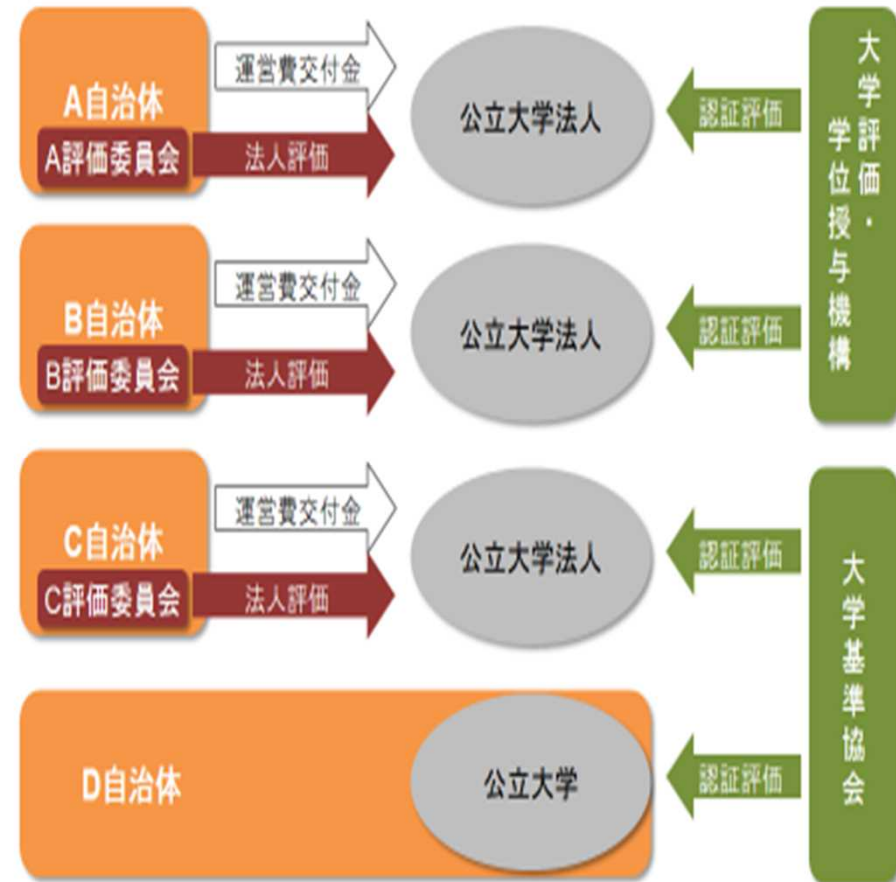 A自治体
A評価委員会
運営費交付金
法人評価
公立大学法人
認証評価
B自治体
B評価委員会
運営費交付金
法人評価
公立大学法人
認証評価
大学評価・
学位授与機構
C自治体
C評価委員会
運営費交付金
法人評価
公立大学法人
認証評価
D自治体
公立大学
認証評価
大学基準協会